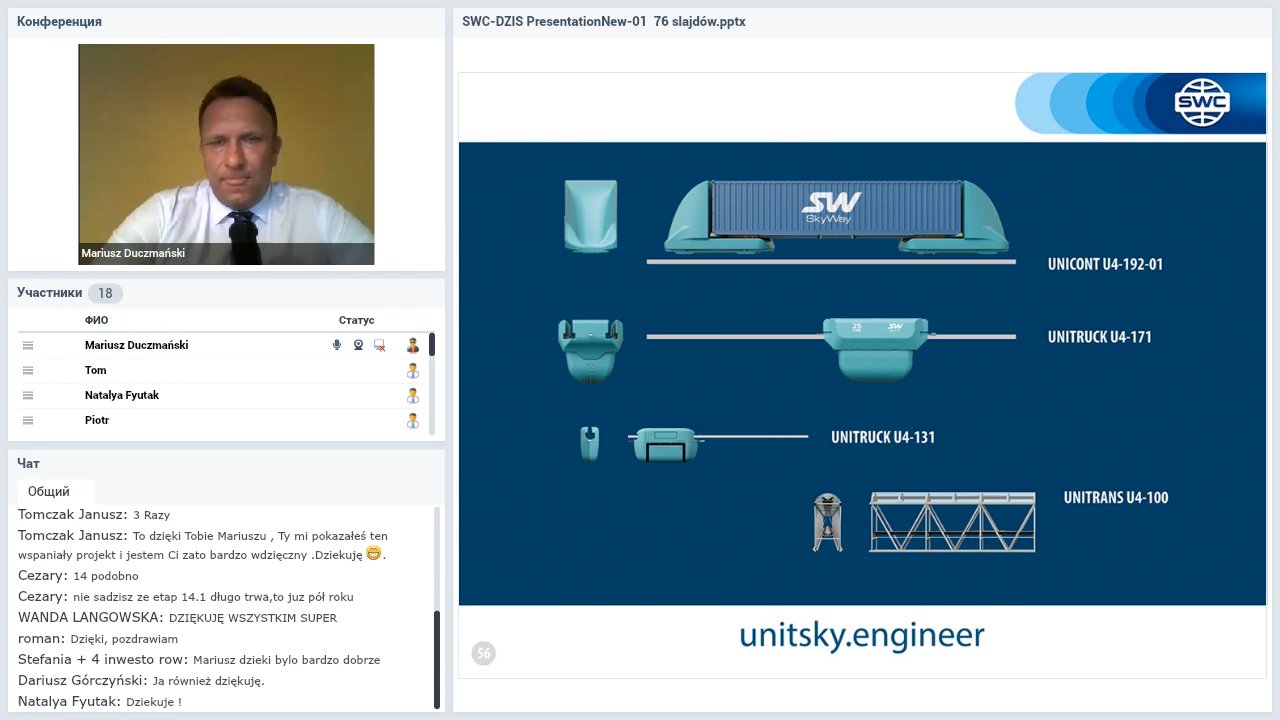 Конференция
Mariusz Duczmański
Участники 18
ФИО Статус
Mariusz Duczmański
Tom
Natalya Fyutak
Piotr
Чат
Общий
Tomczak Janusz: 3 Razy
Tomczak Janusz: To dzięki Tobie Mariuszu , Ty mi pokazałeś ten
wspaniały projekt i jestem Ci zato bardzo wdzięczny .Dziekuję 😁.
Cezary: 14 podobno
Cezary: nie sadzisz ze etap 14.1 długo trwa,to juz pół roku
WANDA LANGOWSKA: DZIĘKUJĘ WSZYSTKIM SUPER
roman: Dzięki, pozdrawiam
Stefania + 4 inwesto row: Mariusz dzieki bylo bardzo dobrze
Dariusz Górczyński: Ja również dziękuję.
Natalya Fyutak: Dziekuje !
SWC-DZIS PresentationNew-01 76 slajdów.pptx
SWC
SW
SkyWay
UNICONT U4-192-01
25
SW
UNITRUCK U4-171
UNITRUCK U4-131
UNITRANS U4-100
unitsky.engineer
56